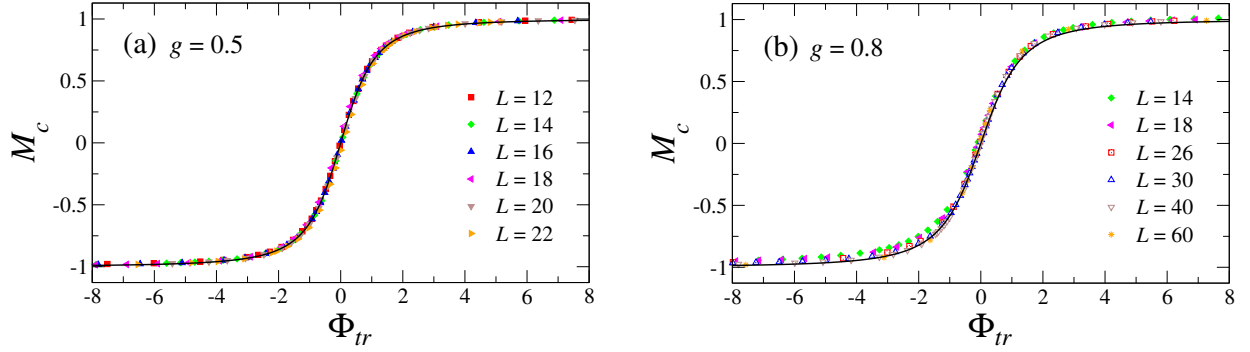 (a) g = 0.5
1
0.5
0
-0.5
-1
M_c
L = 12
L = 14
L = 16
L = 18
L = 20
L = 22
-8 -6 -4 -2 0 2 4 6 8
Φ_tr
(b) g = 0.8
1
0.5
0
-0.5
-1
M_c
L = 14
L = 18
L = 26
L = 30
L = 40
L = 60
-8 -6 -4 -2 0 2 4 6 8
Φ_tr